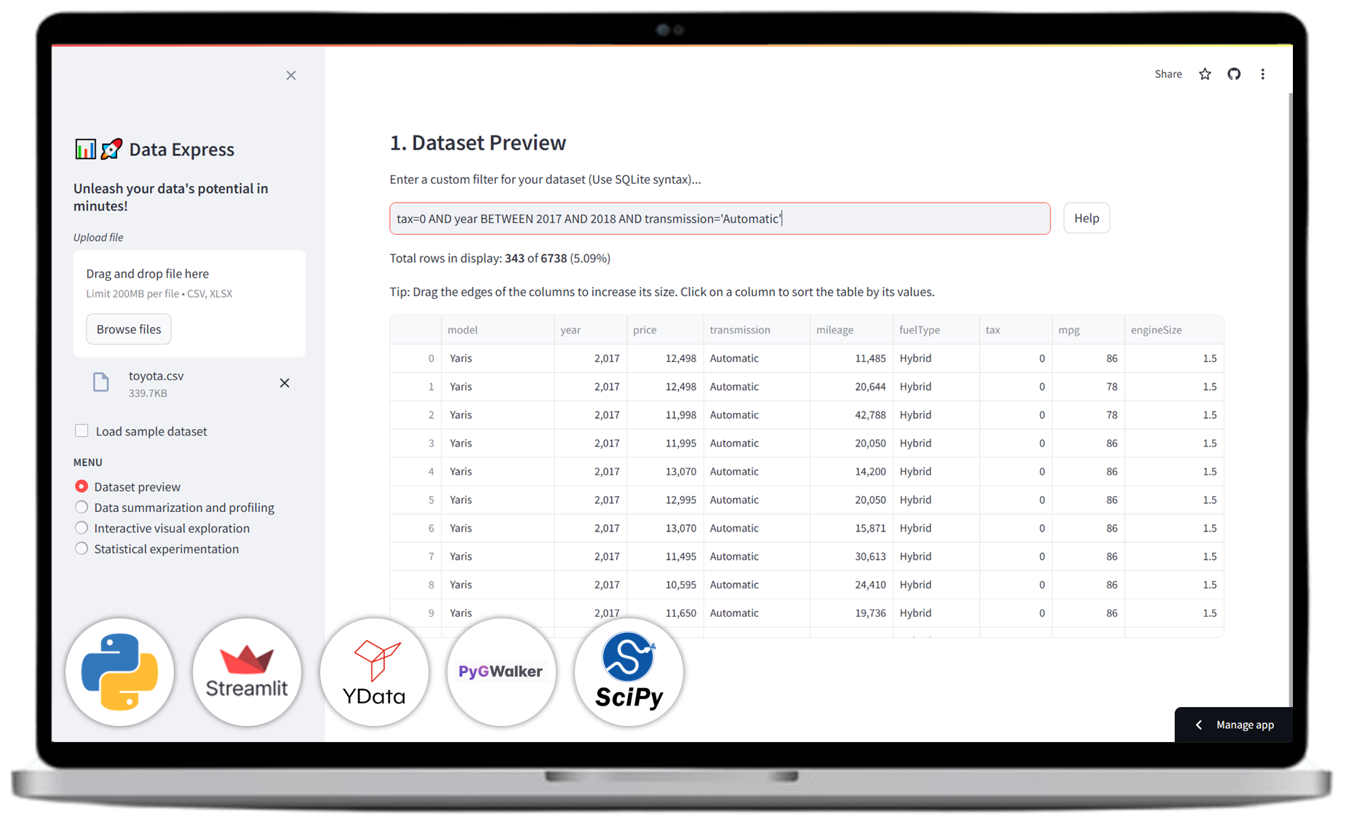 Share
Data Express
Unleash your data's potential in
minutes!
Upload file
Drag and drop file here
Limit 200MB per file • CSV, XLSX
Browse files
toyota.csv
339.7KB
Load sample dataset
MENU
Dataset preview
Data summarization and profiling
Interactive visual exploration
Statistical experimentation
1. Dataset Preview
Enter a custom filter for your dataset (Use SQLite syntax)...
tax=0 AND year BETWEEN 2017 AND 2018 AND transmission='Automatic'
Help
Total rows in display: 343 of 6738 (5.09%)
Tip: Drag the edges of the columns to increase its size. Click on a column to sort the table by its values.
model year price transmission mileage fuelType tax mpg engineSize
0 Yaris 2,017 12,498 Automatic 11,485 Hybrid 0 86 1.5
1 Yaris 2,017 12,498 Automatic 20,644 Hybrid 0 78 1.5
2 Yaris 2,017 11,998 Automatic 42,788 Hybrid 0 78 1.5
3 Yaris 2,017 11,995 Automatic 20,050 Hybrid 0 86 1.5
4 Yaris 2,017 13,070 Automatic 14,200 Hybrid 0 86 1.5
5 Yaris 2,017 12,995 Automatic 20,050 Hybrid 0 86 1.5
6 Yaris 2,017 13,070 Automatic 15,871 Hybrid 0 86 1.5
7 Yaris 2,017 11,495 Automatic 30,613 Hybrid 0 86 1.5
8 Yaris 2,017 10,595 Automatic 24,410 Hybrid 0 86 1.5
9 Yaris 2,017 11,650 Automatic 19,736 Hybrid 0 86 1.5
Streamlit
YData
PyGWalker
SciPy
Manage app